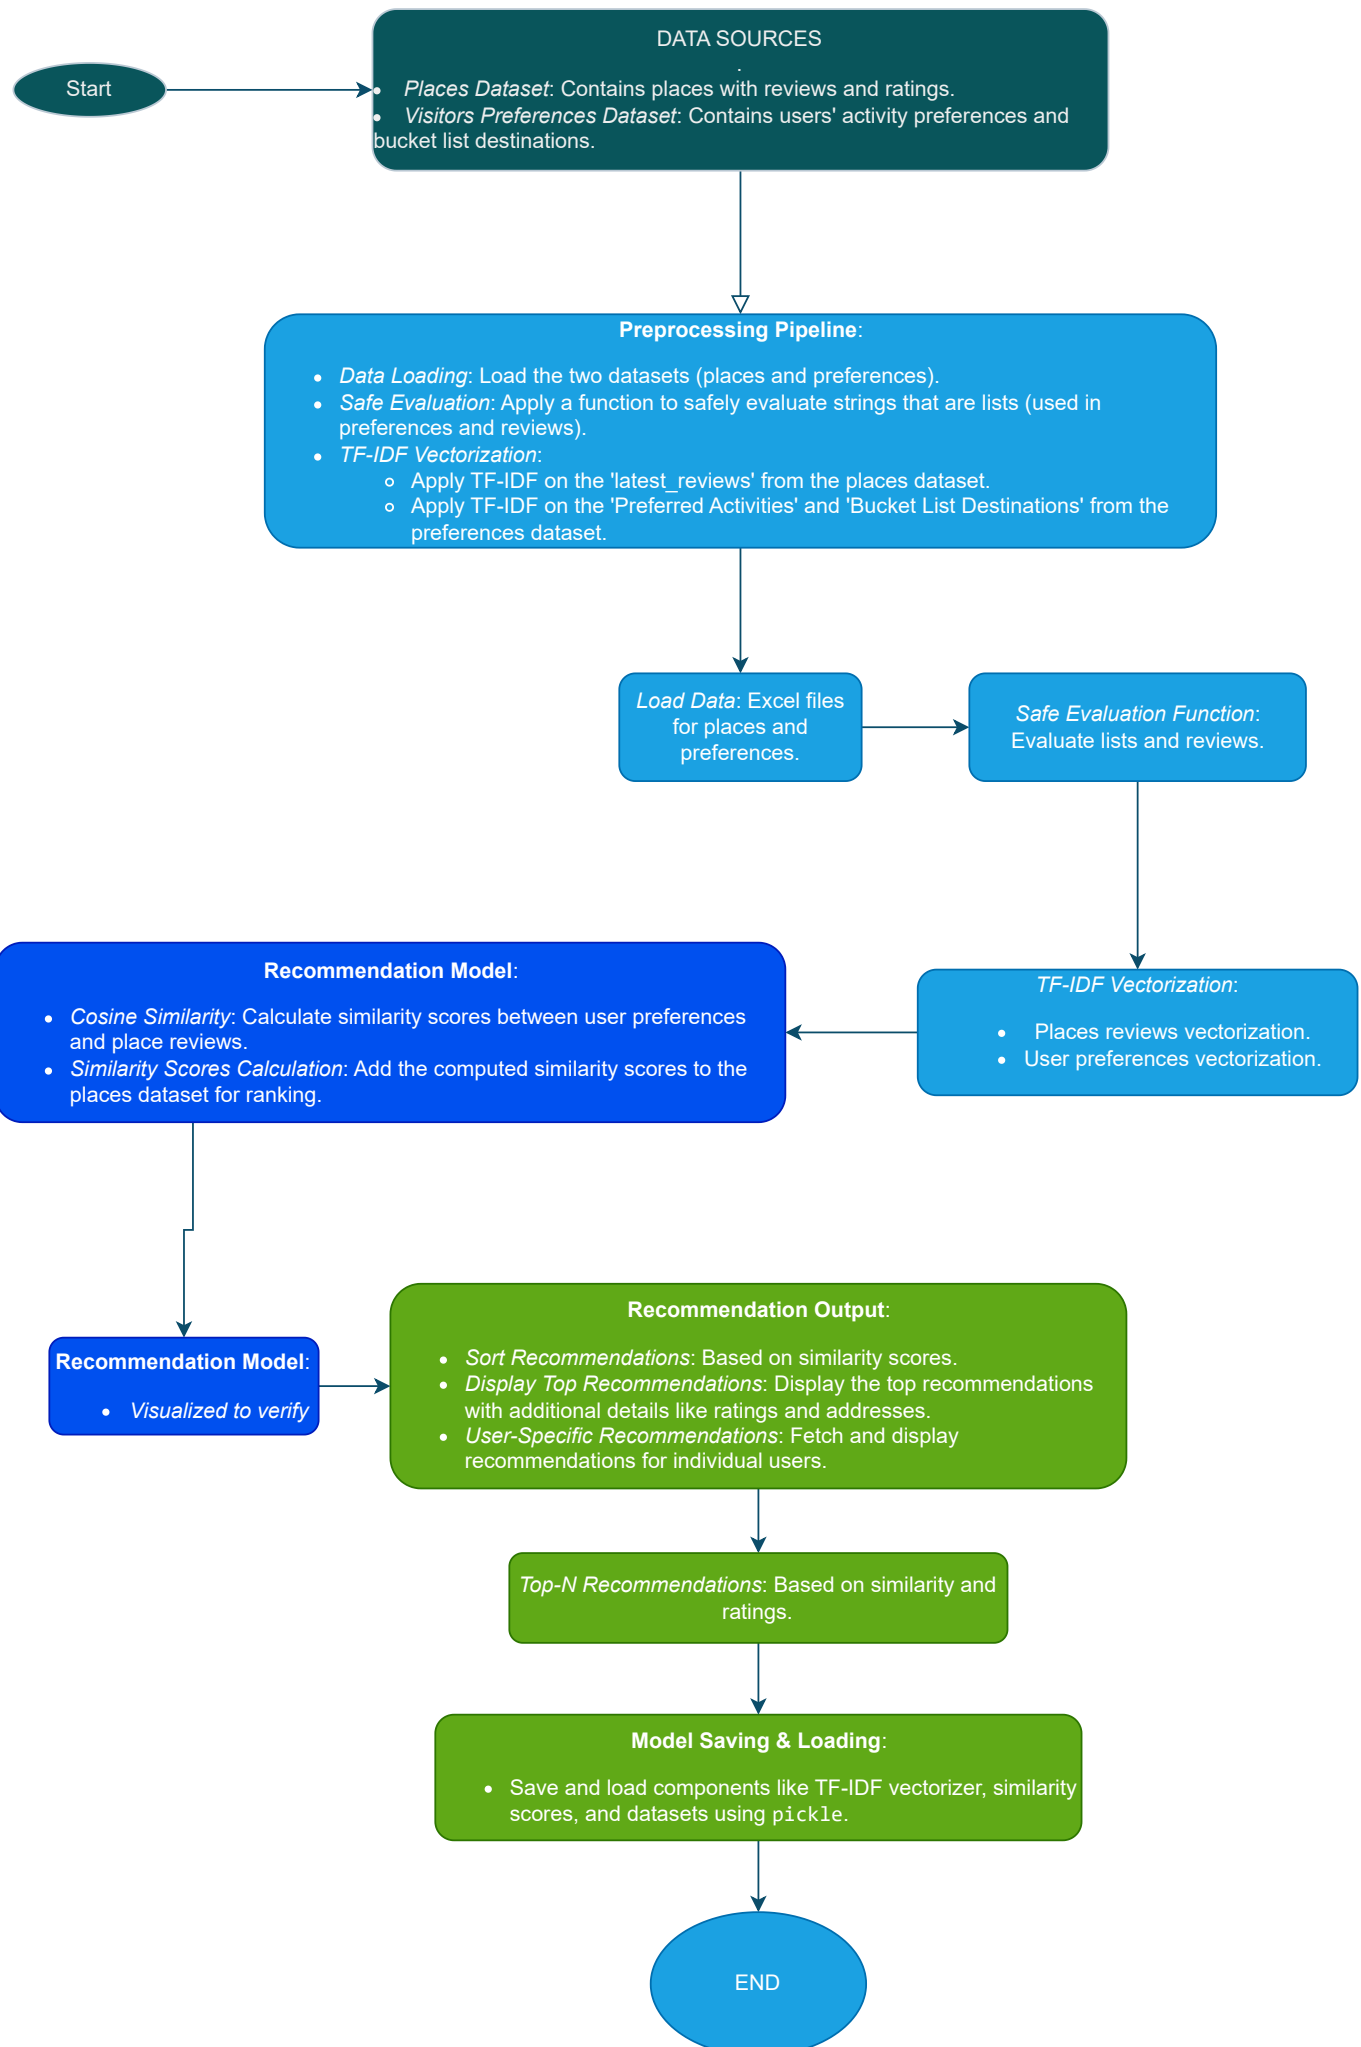 Start
DATA SOURCES
.
• Places Dataset: Contains places with reviews and ratings.
• Visitors Preferences Dataset: Contains users' activity preferences and
bucket list destinations.
Preprocessing Pipeline:
• Data Loading: Load the two datasets (places and preferences).
• Safe Evaluation: Apply a function to safely evaluate strings that are lists (used in
preferences and reviews).
• TF-IDF Vectorization:
○ Apply TF-IDF on the 'latest_reviews' from the places dataset.
○ Apply TF-IDF on the 'Preferred Activities' and 'Bucket List Destinations' from the
preferences dataset.
Load Data: Excel files
for places and
preferences.
Safe Evaluation Function:
Evaluate lists and reviews.
TF-IDF Vectorization:
• Places reviews vectorization.
• User preferences vectorization.
Recommendation Model:
• Cosine Similarity: Calculate similarity scores between user preferences
and place reviews.
• Similarity Scores Calculation: Add the computed similarity scores to the
places dataset for ranking.
Recommendation Model:
• Visualized to verify
Recommendation Output:
• Sort Recommendations: Based on similarity scores.
• Display Top Recommendations: Display the top recommendations
with additional details like ratings and addresses.
• User-Specific Recommendations: Fetch and display
recommendations for individual users.
Top-N Recommendations: Based on similarity and
ratings.
Model Saving & Loading:
• Save and load components like TF-IDF vectorizer, similarity
scores, and datasets using pickle.
END